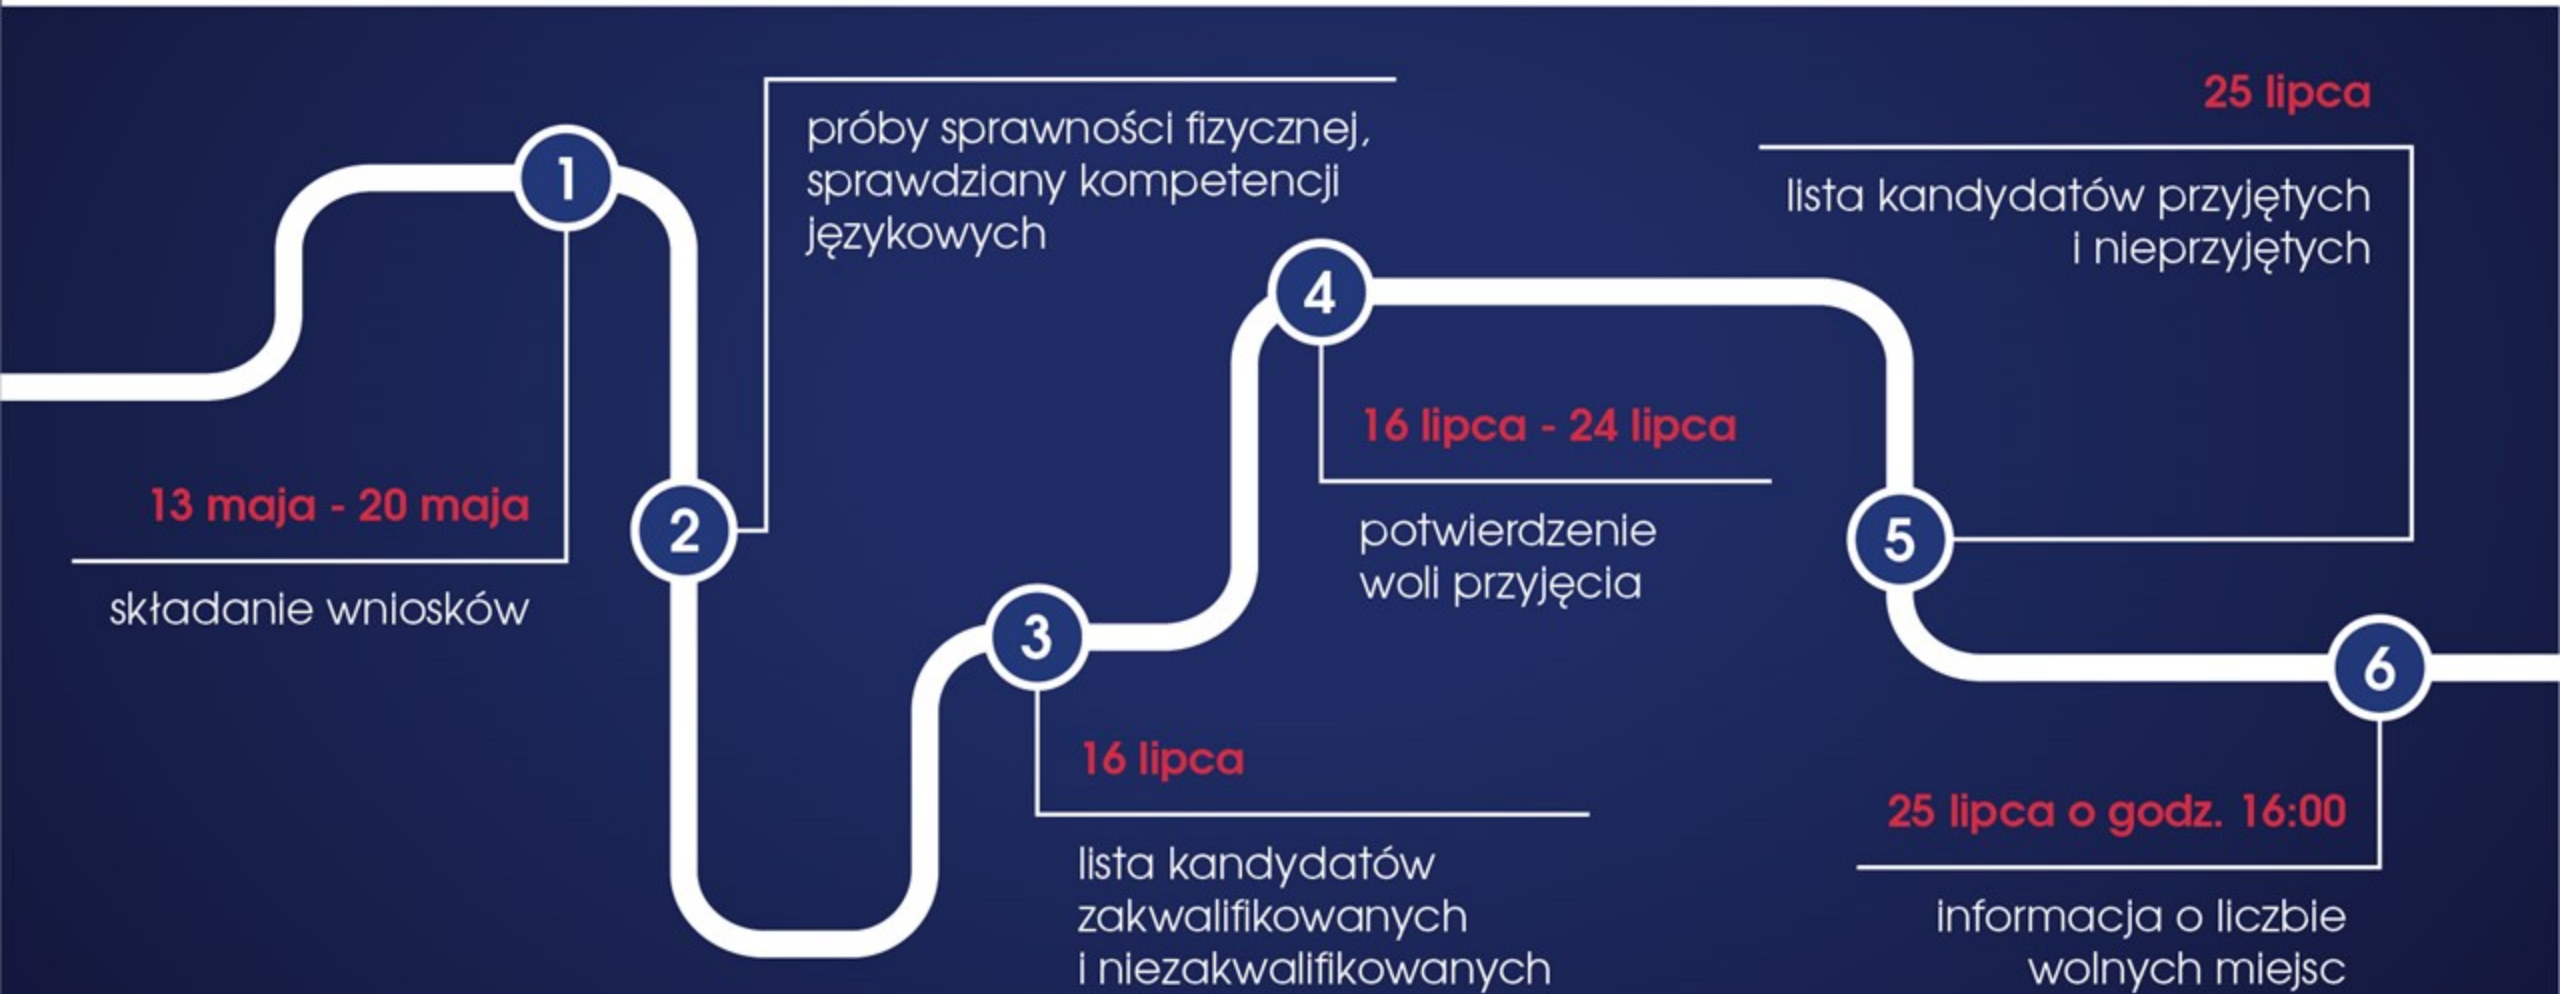 1
13 maja - 20 maja
składanie wniosków
2
próby sprawności fizycznej,
sprawdziany kompetencji
językowych
3
16 lipca
lista kandydatów
zakwalifikowanych
i niezakwalifikowanych
4
16 lipca - 24 lipca
potwierdzenie
woli przyjęcia
5
25 lipca
lista kandydatów przyjętych
i nieprzyjętych
6
25 lipca o godz. 16:00
informacja o liczbie
wolnych miejsc